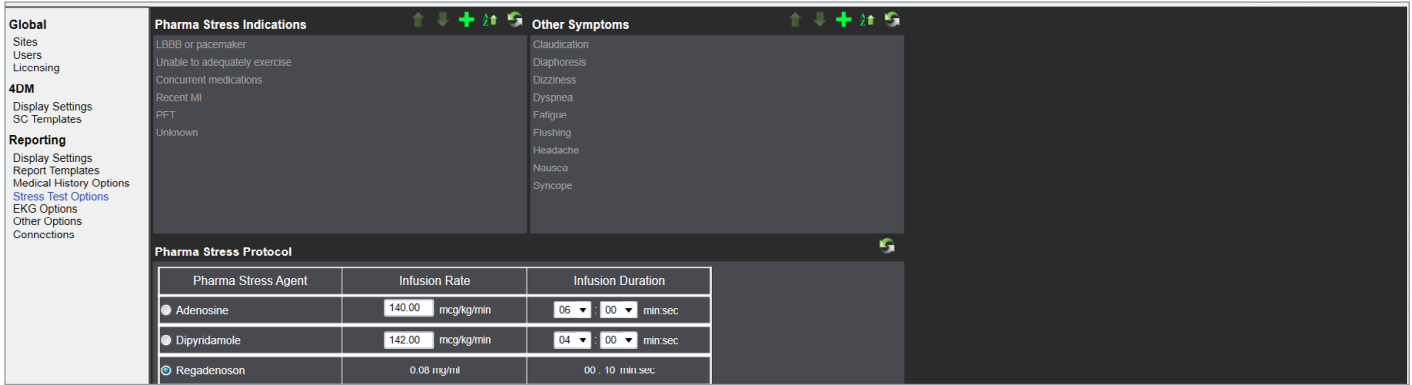 Global
Sites
Users
Licensing
4DM
Display Settings
SC Templates
Reporting
Display Settings
Report Templates
Medical History Options
Stress Test Options
EKG Options
Other Options
Connections
Pharma Stress Indications
LBBB or pacemaker
Unable to adequately exercise
Concurrent medications
Recent MI
PFT
Unknown
Other Symptoms
Claudication
Diaphoresis
Dizziness
Dyspnea
Fatigue
Flushing
Headache
Nausea
Syncope
Pharma Stress Protocol
Pharma Stress Agent Infusion Rate Infusion Duration
Adenosine 140.00 mcg/kg/min 06 : 00 min:sec
Dipyridamole 142.00 mcg/kg/min 04 : 00 min:sec
Regadenoson 0.08 mg/ml 00 : 10 min:sec